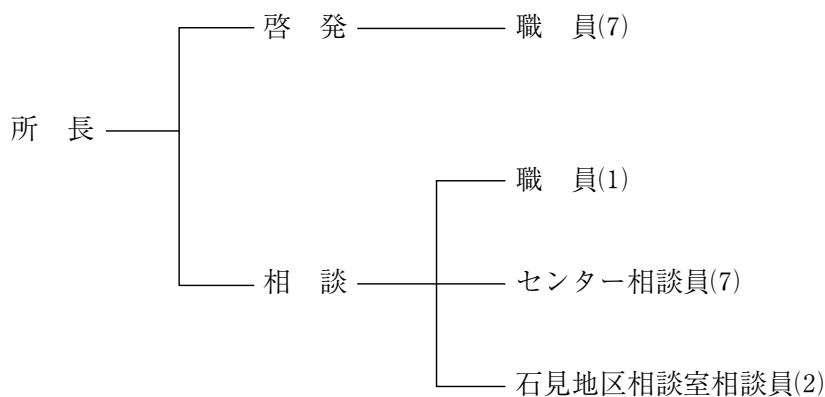 啓　発
職　員(7)
所　長
職　員(1)
相　談
センター相談員(7)
石見地区相談室相談員(2)